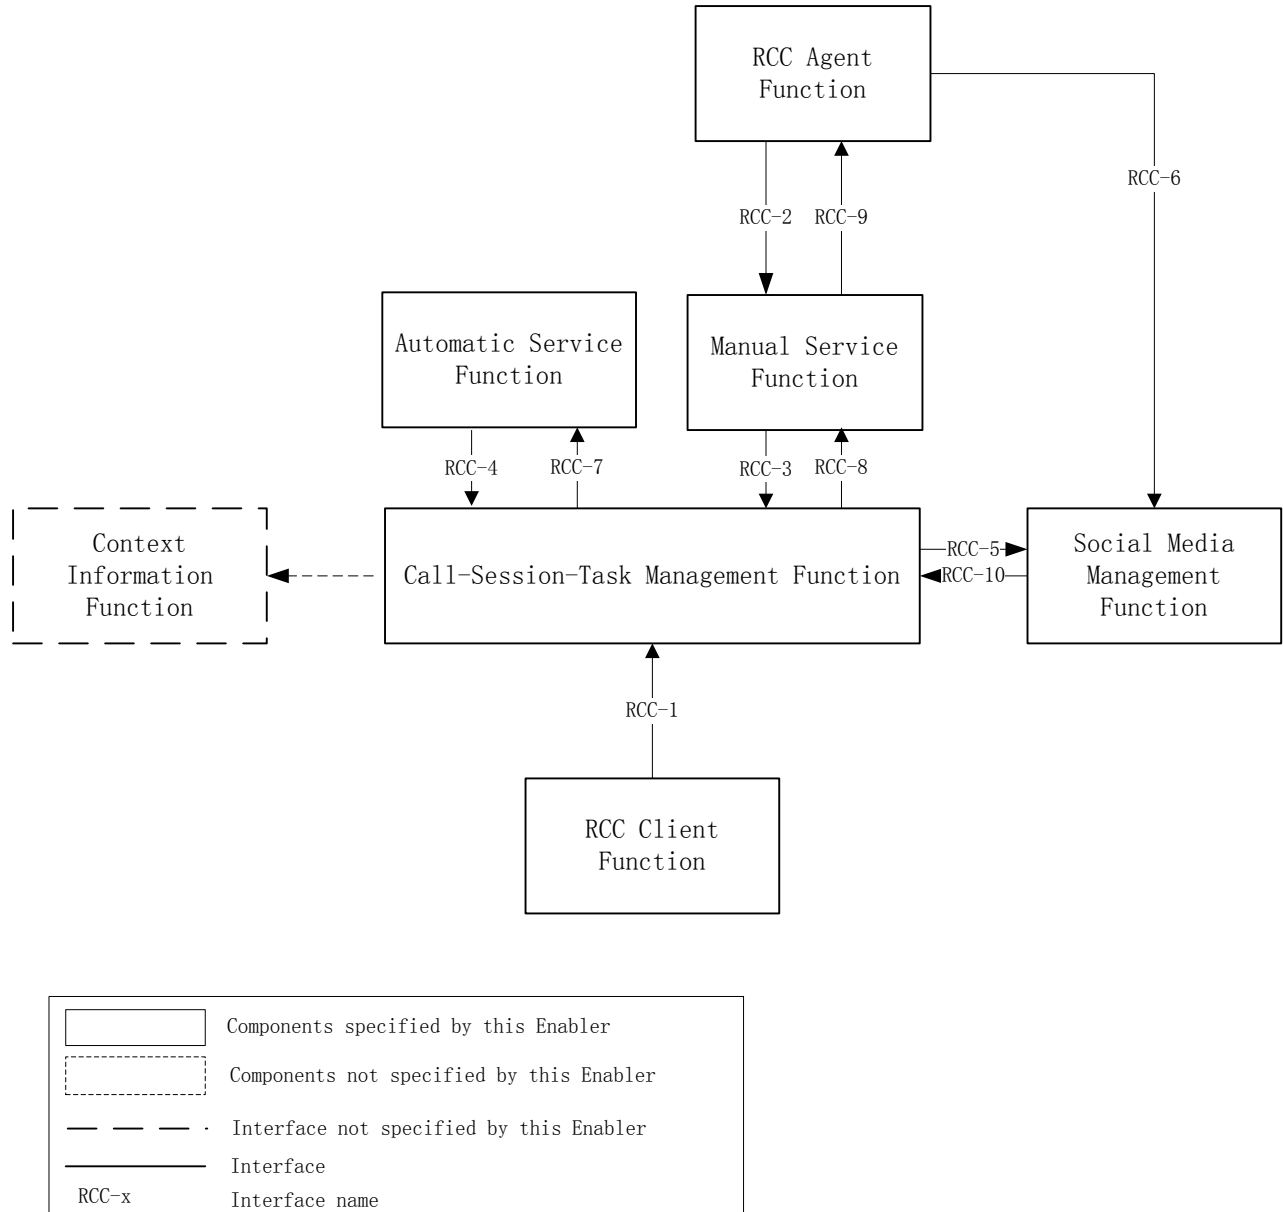 RCC Agent
Function
RCC-6
RCC-2
RCC-9
Automatic Service
Function
Manual Service
Function
RCC-4
RCC-7
RCC-3
RCC-8
Context
Information
Function
Call-Session-Task Management Function
RCC-5
RCC-10
Social Media
Management
Function
RCC-1
RCC Client
Function
Components specified by this Enabler
Components not specified by this Enabler
Interface not specified by this Enabler
Interface
RCC-x Interface name